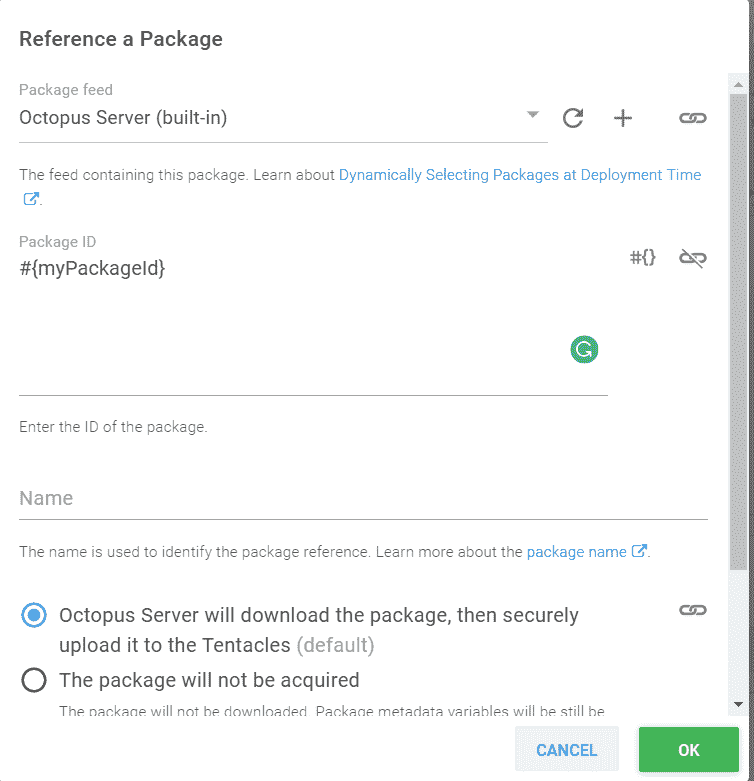 Reference a Package
Package feed
Octopus Server (built-in)
The feed containing this package. Learn about Dynamically Selecting Packages at Deployment Time
.
Package ID
#{myPackageId}
#{}
Enter the ID of the package.
Name
The name is used to identify the package reference. Learn more about the package name .
Octopus Server will download the package, then securely
upload it to the Tentacles (default)
The package will not be acquired
The package will not be downloaded. Package metadata variables will be still be
CANCEL
OK